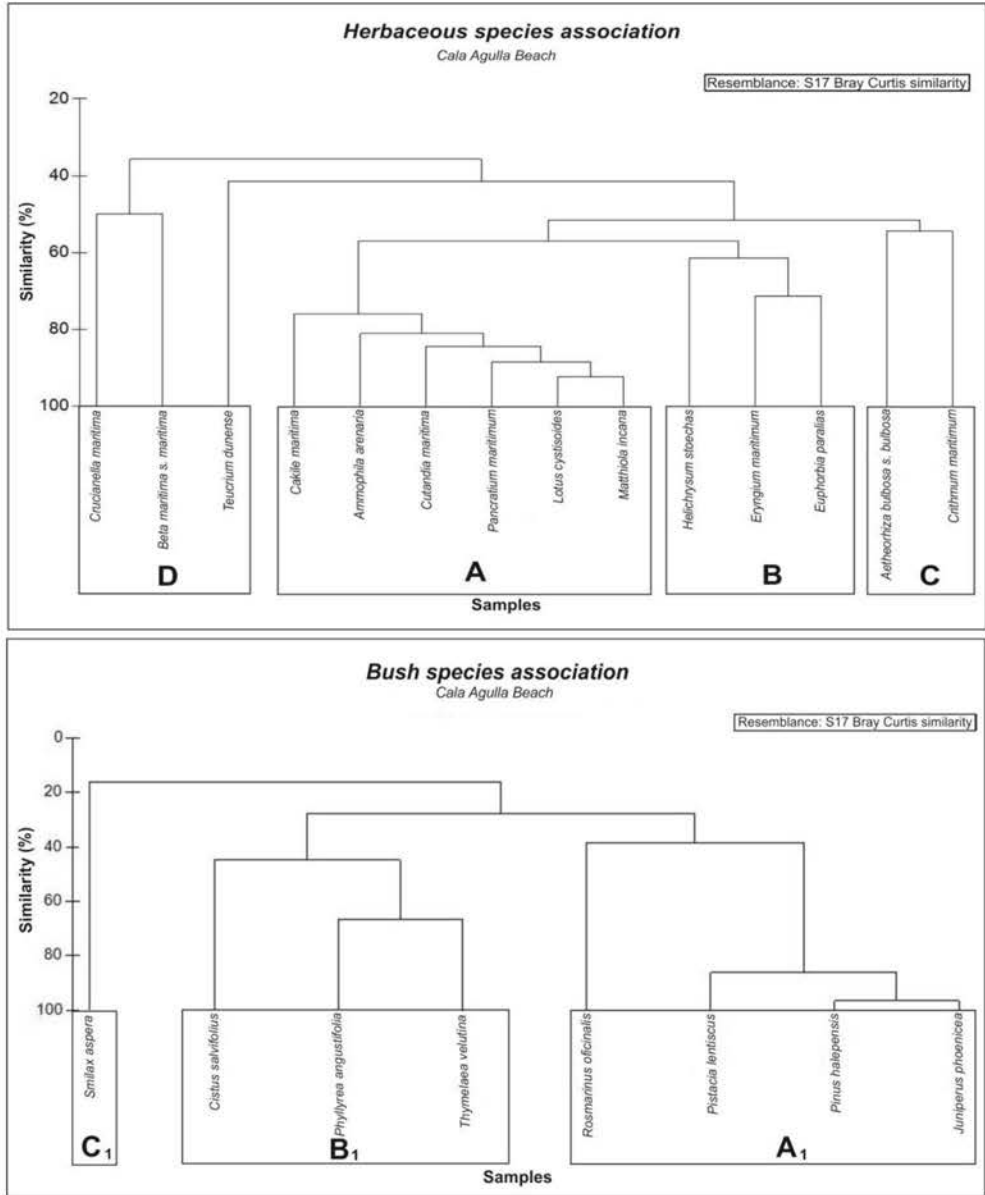 Herbaceous species association
Cala Agulla Beach
Resemblance: S17 Bray Curtis similarity
20
40
60
80
100
Similarity (%)
Crucianella maritima
Beta maritima s. maritima
Teucrium dunense
Cakile maritima
Ammophila arenaria
Cutandia maritima
Pancratium maritimum
Lotus cystisoides
Matthiola incana
Helichrysum stoechas
Eryngium maritimum
Euphorbia paralias
Aetheorhiza bulbosa s. bulbosa
Crithmum maritimum
D
A
B
C
Samples
Bush species association
Cala Agulla Beach
Resemblance: S17 Bray Curtis similarity
0
20
40
60
80
100
Similarity (%)
Smilax aspera
Cistus salvifolius
Phyllyrea angustifolia
Thymelaea velutina
Rosmarinus oficinalis
Pistacia lentiscus
Pinus halepensis
Juniperus phoenicea
C₁
B₁
A₁
Samples